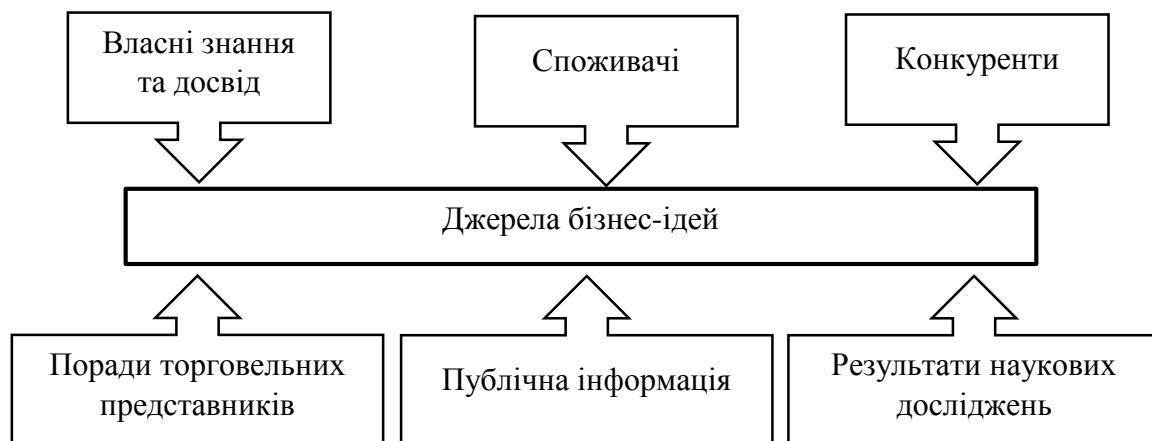 Власні знання
та досвід
Споживачі
Конкуренти
Джерела бізнес-ідей
Поради торговельних
представників
Публічна інформація
Результати наукових
досліджень